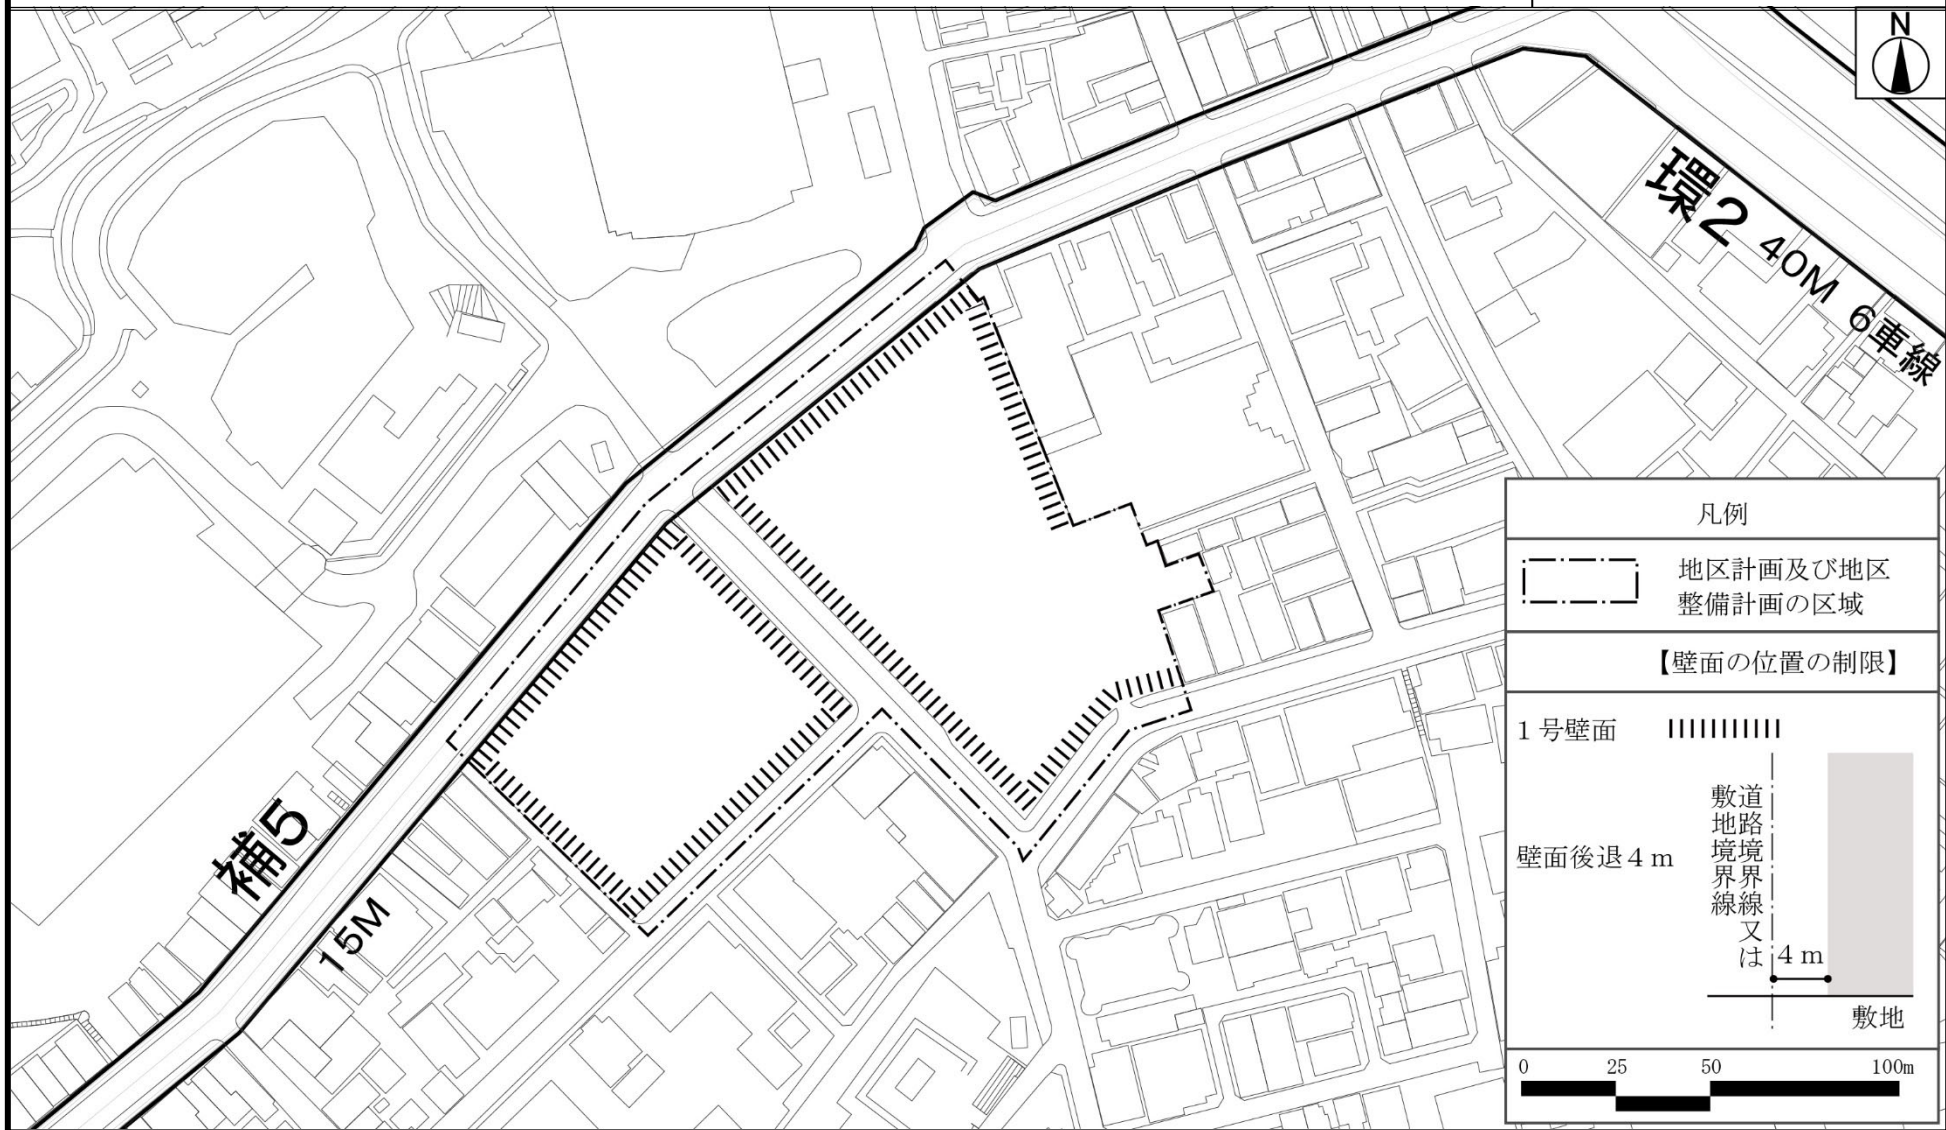 N
環2 40M 6車線
補5
15M
凡例
地区計画及び地区
整備計画の区域
【壁面の位置の制限】
1号壁面
壁面後退4m
道路境界線又は
敷地境界線
4m
敷地
0 25 50 100m